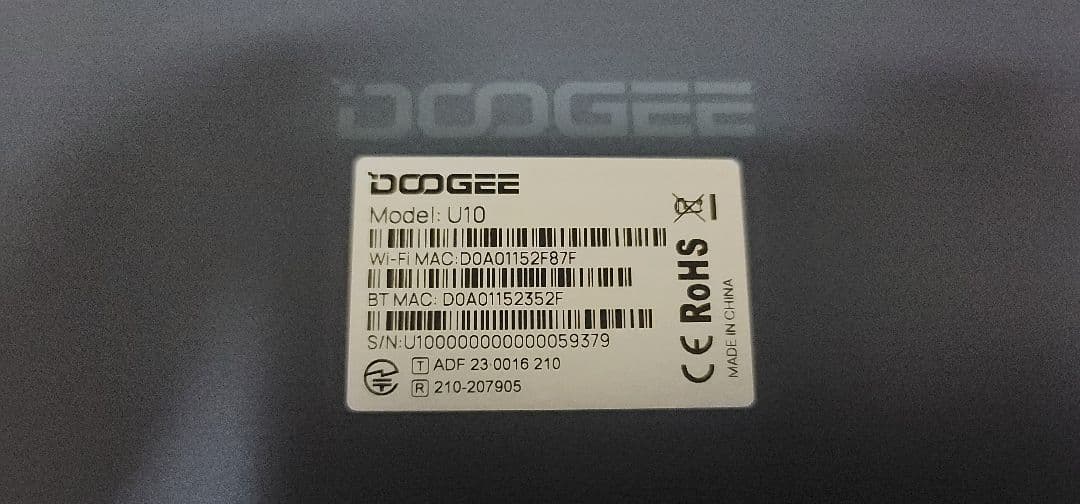 DOOGEE
DOOGEE
Model: U10
Wi-Fi MAC:D0A01152F87F
BT MAC: D0A01152352F
S/N:U1000000000000059379
T ADF 23 0016 210
R 210-207905
CE RoHS
MADE IN CHINA